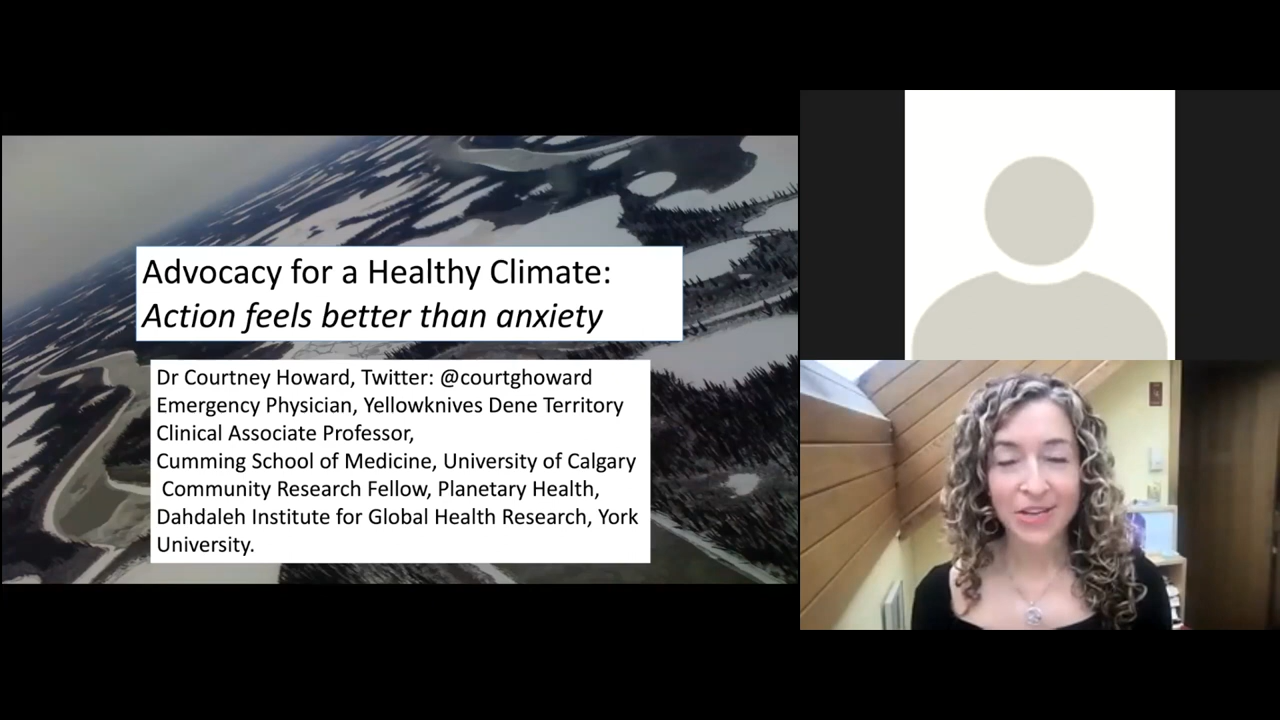 Advocacy for a Healthy Climate:
Action feels better than anxiety
Dr Courtney Howard, Twitter: @courtghoward
Emergency Physician, Yellowknives Dene Territory
Clinical Associate Professor,
Cumming School of Medicine, University of Calgary
Community Research Fellow, Planetary Health,
Dahdaleh Institute for Global Health Research, York
University.